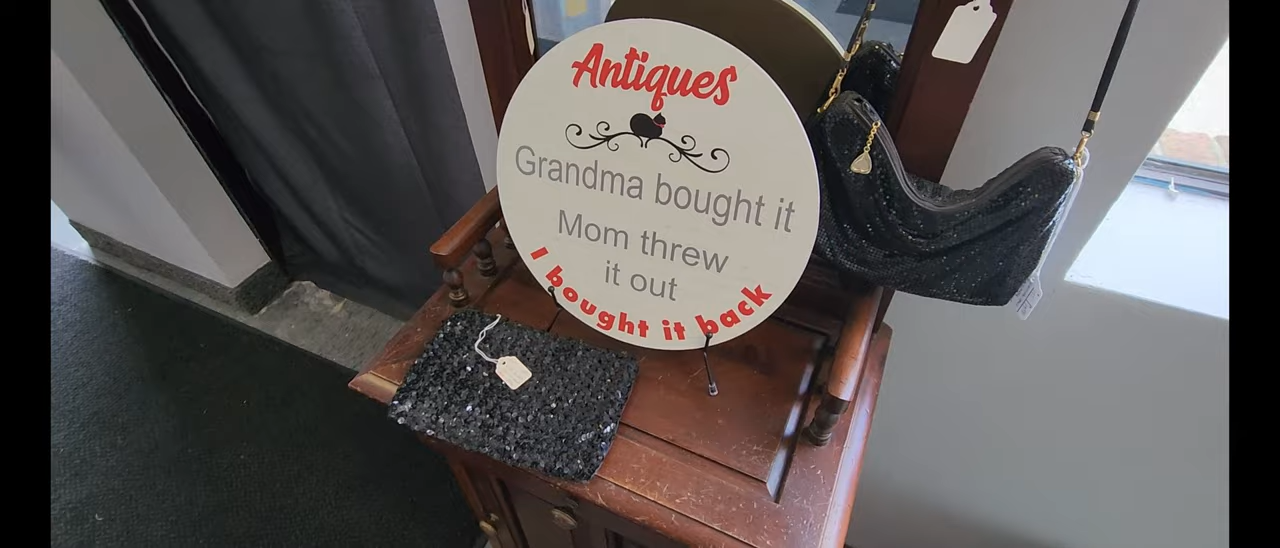 Antiques
Grandma bought it
Mom threw
it out
I bought it back